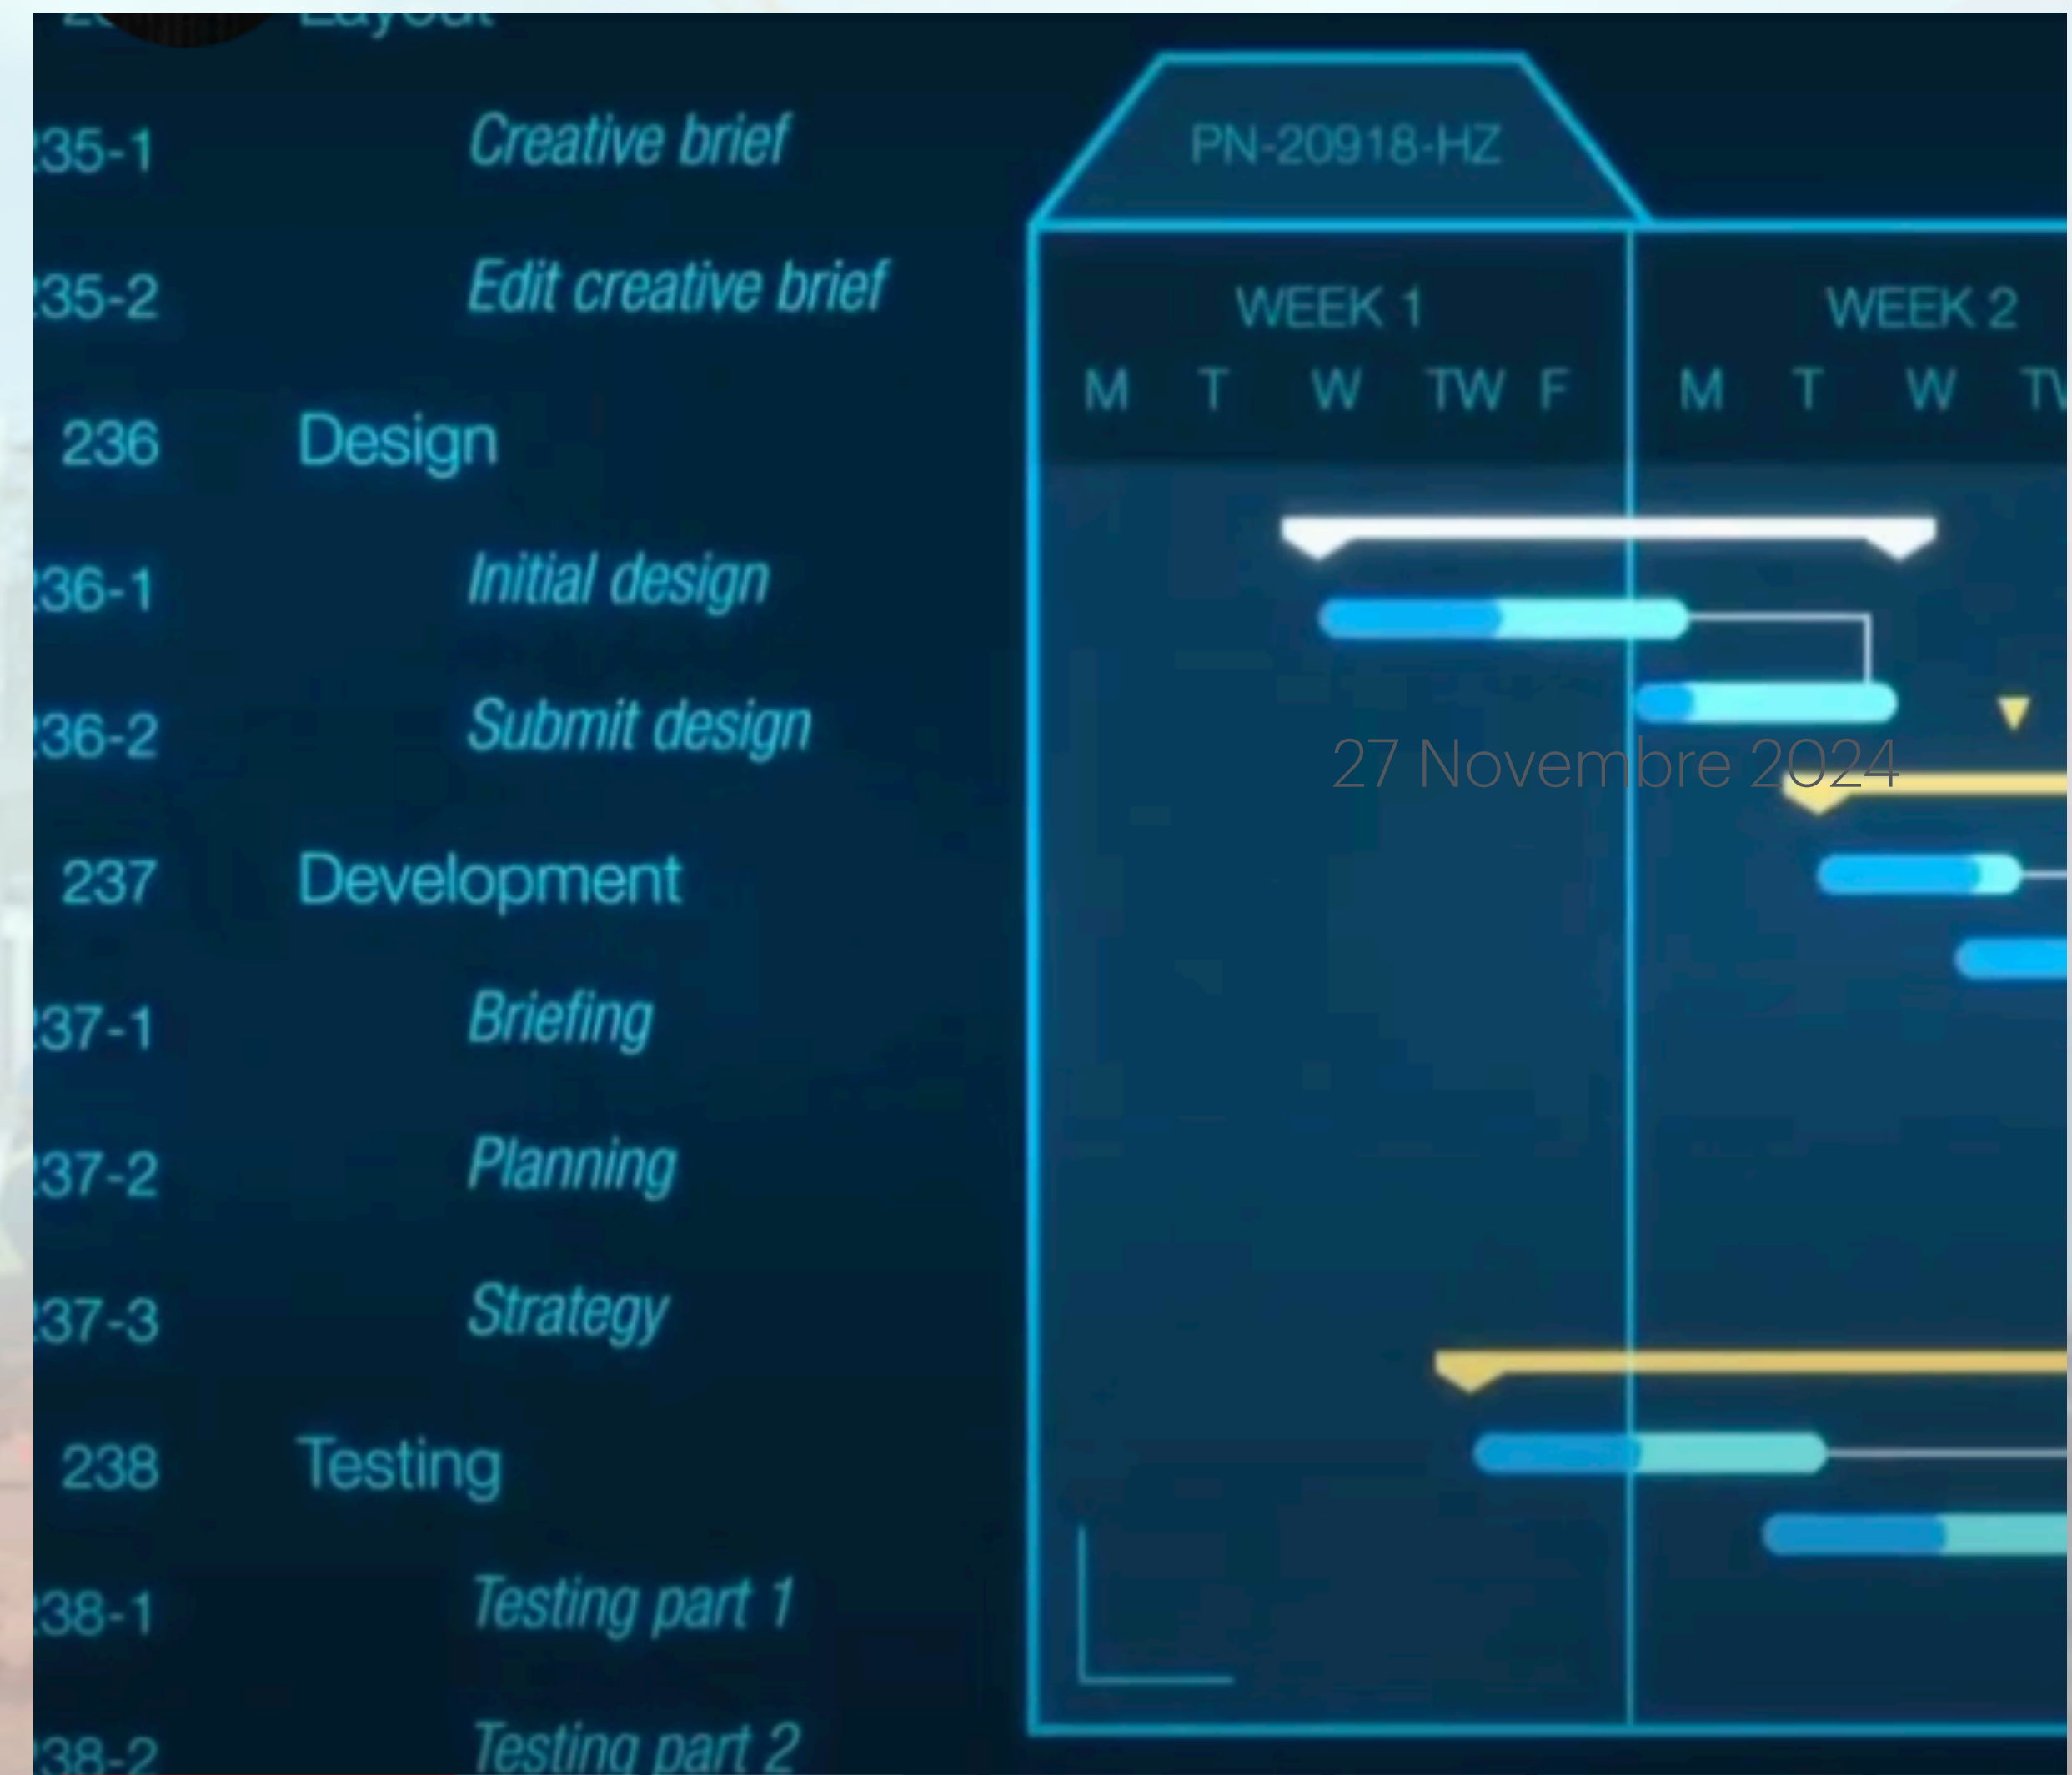 Layout
35-1 Creative brief
35-2 Edit creative brief
236 Design
36-1 Initial design
36-2 Submit design
237 Development
37-1 Briefing
37-2 Planning
37-3 Strategy
238 Testing
38-1 Testing part 1
38-2 Testing part 2
PN-20918-HZ
WEEK 1 WEEK 2
M T W TW F M T W TW
27 Novembre 2024